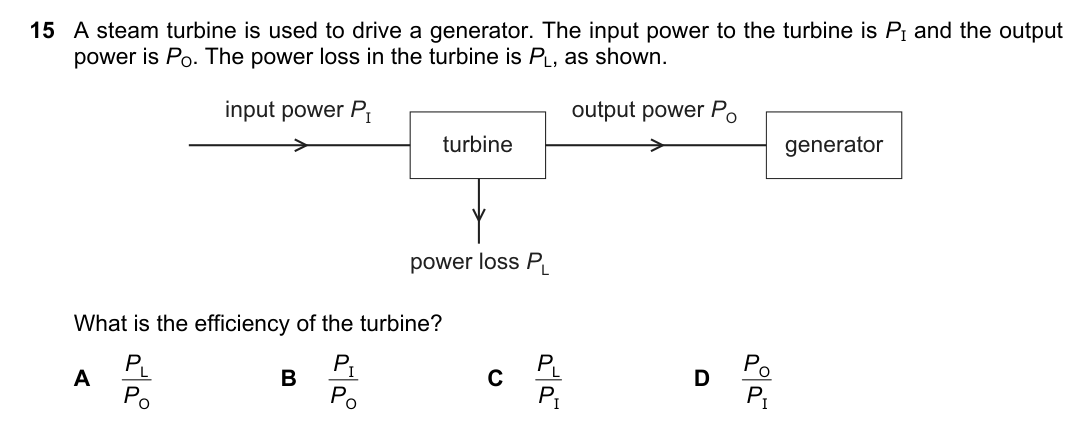 15 A steam turbine is used to drive a generator. The input power to the turbine is P_I and the output
power is P_O. The power loss in the turbine is P_L, as shown.
input power P_I
output power P_O
turbine
generator
power loss P_L
What is the efficiency of the turbine?
A P_L/P_O B P_I/P_O C P_L/P_I D P_O/P_I